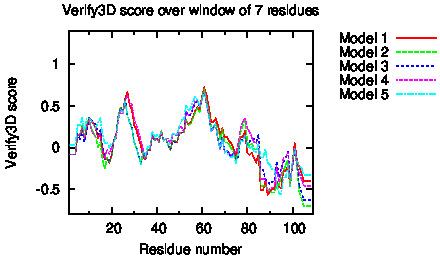 Verify3D score over window of 7 residues
Model 1
Model 2
Model 3
Model 4
Model 5
Verify3D score
1
0.5
0
-0.5
20 40 60 80 100
Residue number